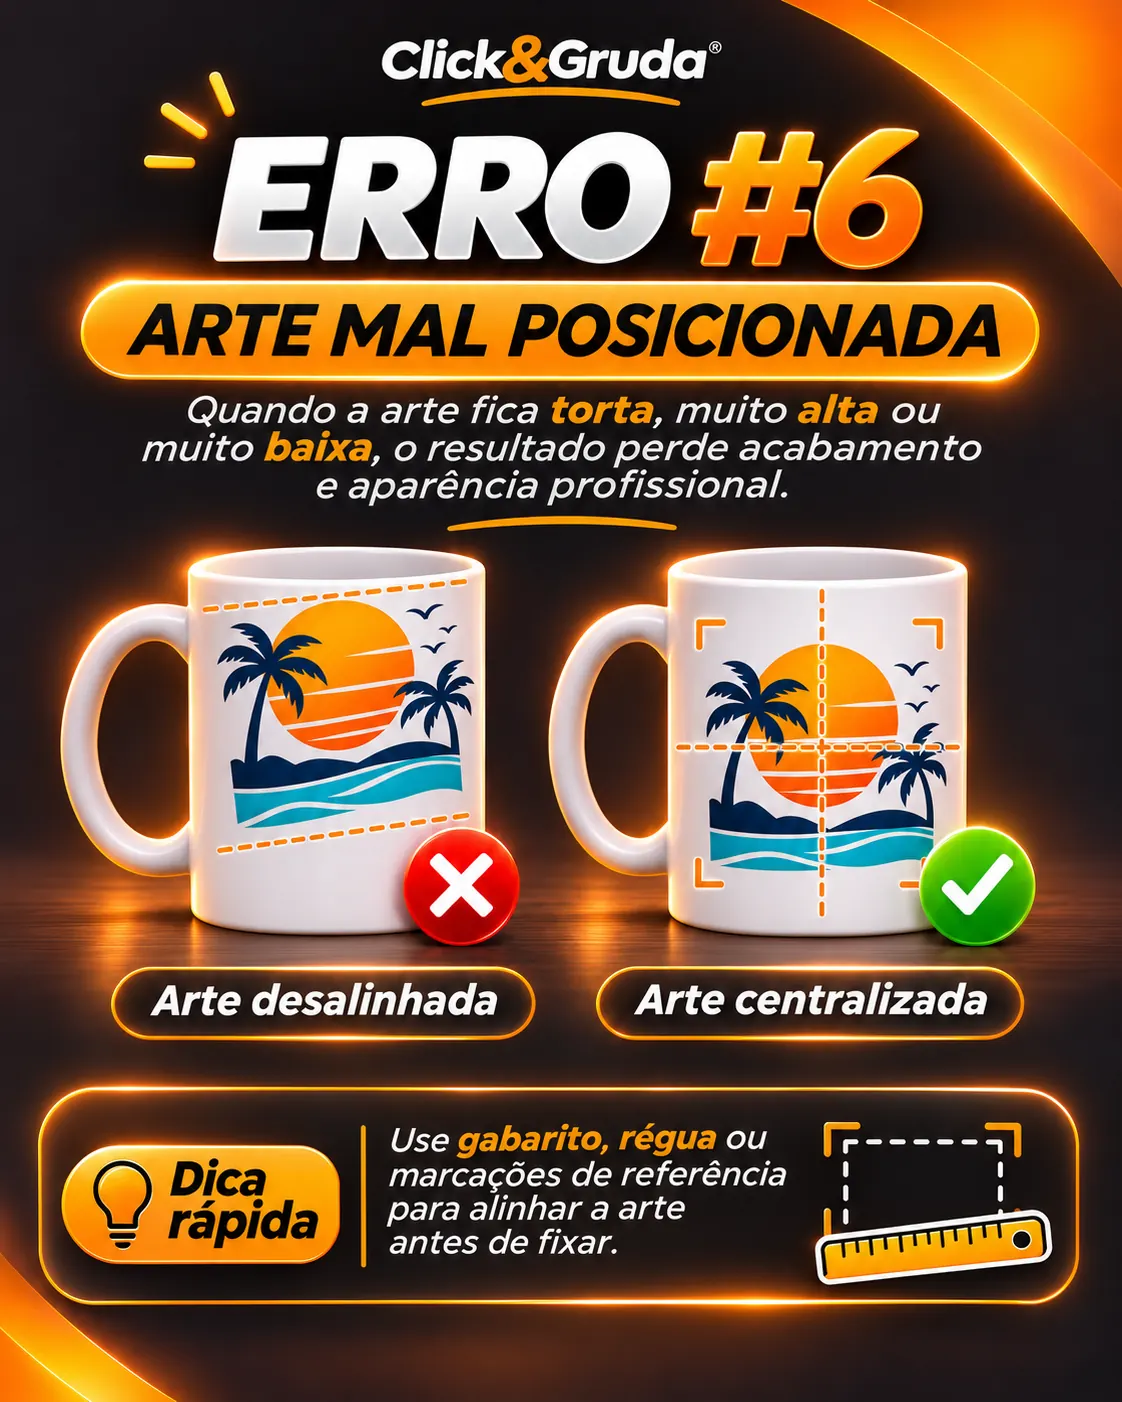 Click&Gruda®
ERRO #6
ARTE MAL POSICIONADA
Quando a arte fica torta, muito alta ou
muito baixa, o resultado perde acabamento
e aparência profissional.
Arte desalinhada
Arte centralizada
Dica
rápida
Use gabarito, régua ou
marcações de referência
para alinhar a arte
antes de fixar.